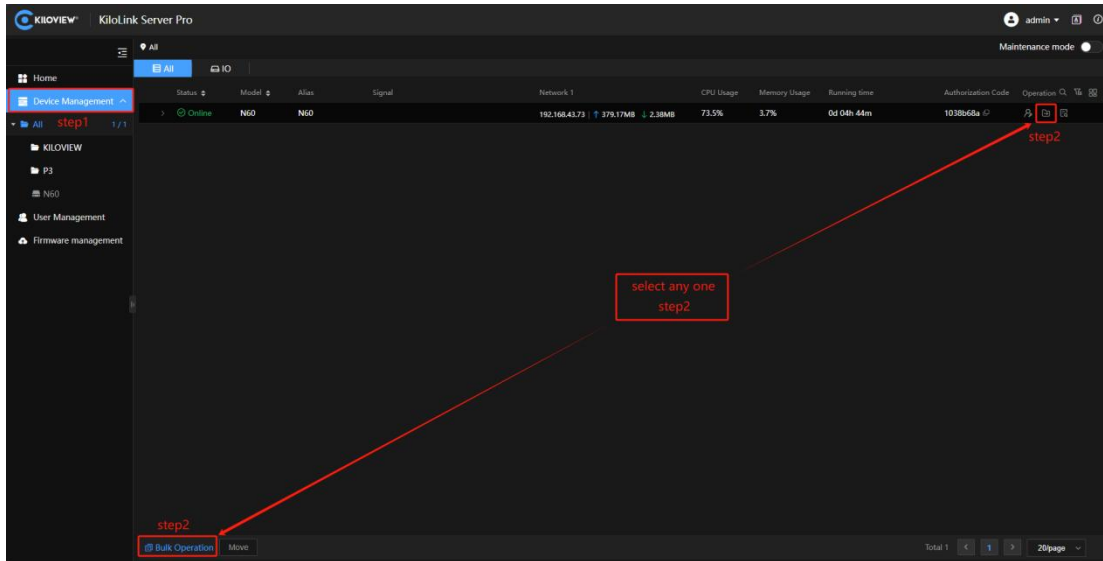 KILOVIEW KiloLink Server Pro admin
All Maintenance mode
Home All IO
Device Management Status Model Alias Signal Network 1 CPU Usage Memory Usage Running time Authorization Code Operation
All step1 1 / 1 Online N60 N60 192.168.43.73 | ↑ 379.17MB ↓ 2.38MB 73.5% 3.7% 0d 04h 44m 1038b68a
step2
KILOVIEW
P3
N60
User Management
Firmware management
select any one
step2
step2
Bulk Operation Move Total 1 < 1 > 20/page